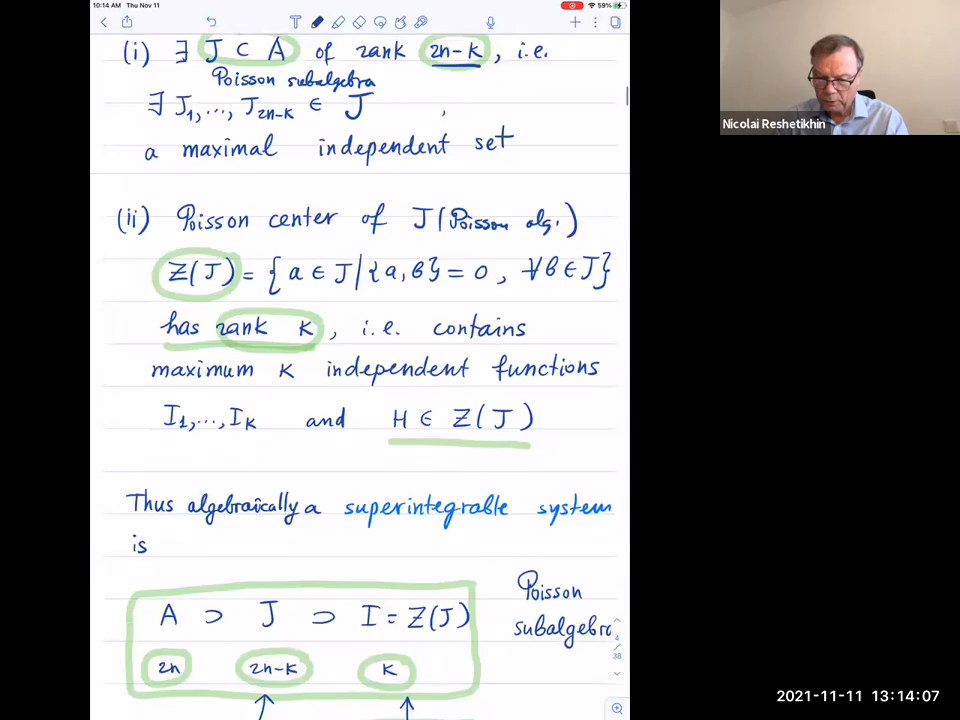 10:14 AM Thu Nov 11
59%
(i) ∃ J ⊂ A of rank 2n-k, i.e.
Poisson subalgebra
∃ J₁,..., J₂ₙ₋ₖ ∈ J ,
a maximal independent set
(ii) Poisson center of J (Poisson alg.)
Z(J) = {a ∈ J | {a, b} = 0, ∀b ∈ J}
has rank k, i.e. contains
maximum k independent functions
I₁,..., Iₖ and H ∈ Z(J)
Thus algebraically a superintegrable system
is
A ⊃ J ⊃ I = Z(J)
2n 2n-k k
Poisson
subalgebra
4
38
Nicolai Reshetikhin
2021-11-11 13:14:07